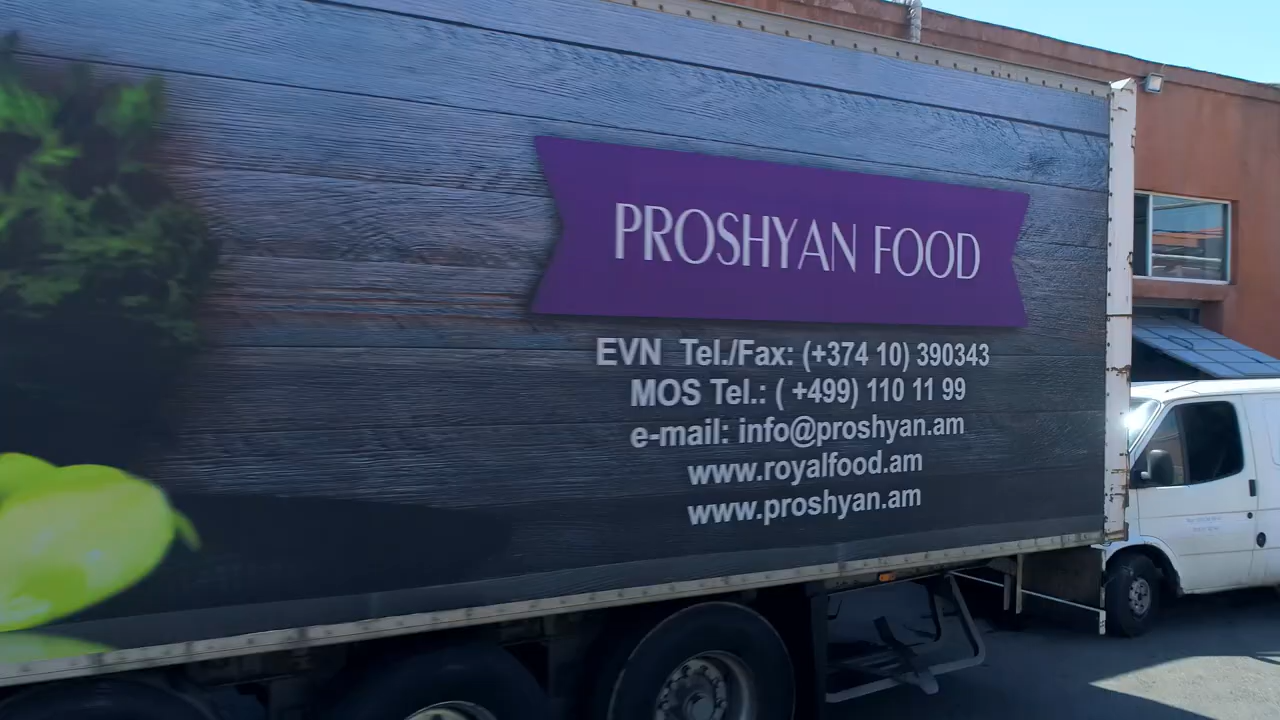 PROSHYAN FOOD
EVN Tel./Fax: (+374 10) 390343
MOS Tel.: ( +499) 110 11 99
e-mail: info@proshyan.am
www.royalfood.am
www.proshyan.am